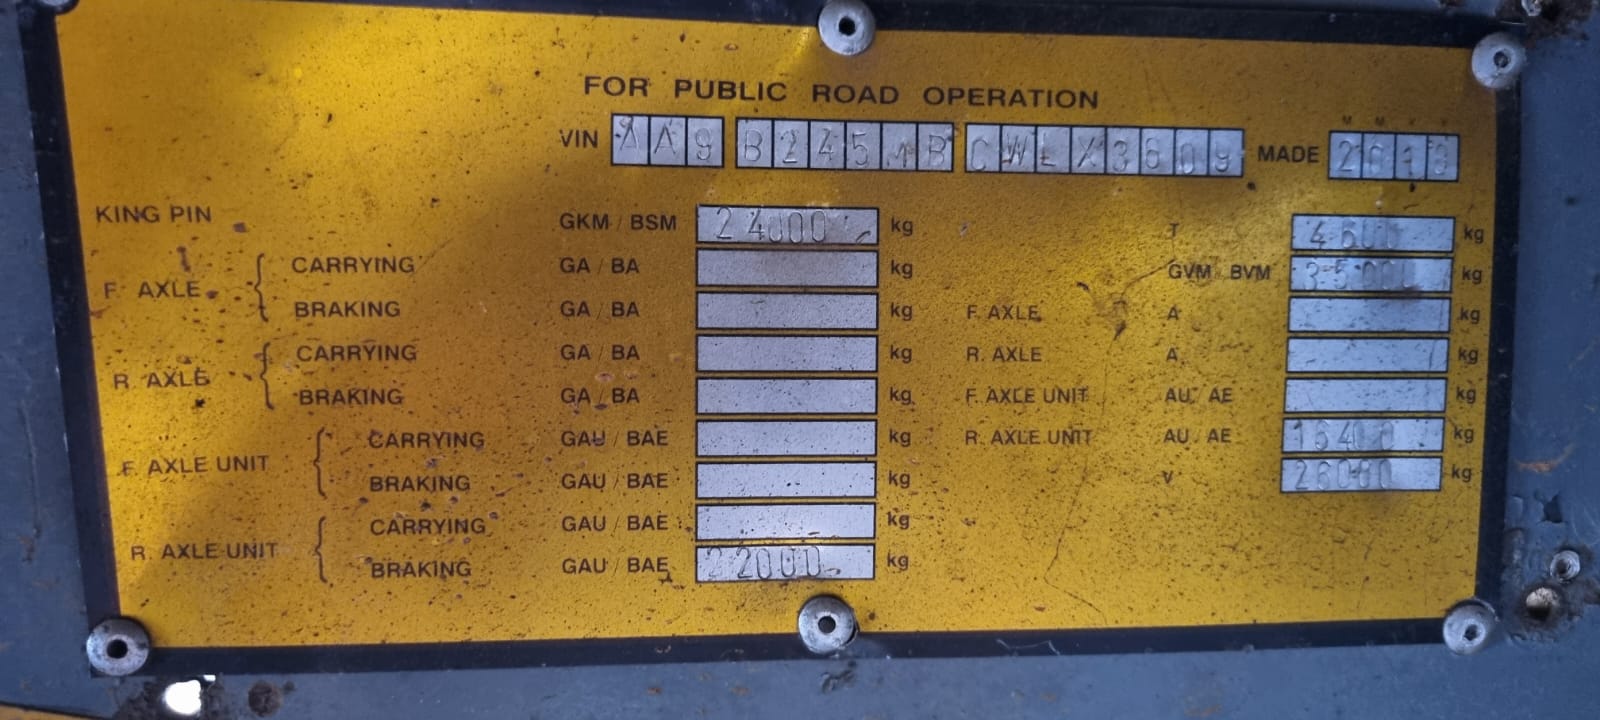 FOR PUBLIC ROAD OPERATION
VIN AA9 B2451B CWLX3609 MADE
M M Y Y
KING PIN GKM / BSM 24000 kg T 4600 kg
F. AXLE CARRYING GA / BA kg GVM BVM 35000 kg
BRAKING GA / BA kg F. AXLE A kg
R. AXLE CARRYING GA / BA kg R. AXLE A kg
BRAKING GA / BA kg F. AXLE UNIT AU / AE kg
F. AXLE UNIT CARRYING GAU / BAE kg R. AXLE UNIT AU / AE 16400 kg
BRAKING GAU / BAE kg V 26000 kg
R. AXLE UNIT CARRYING GAU / BAE kg
BRAKING GAU / BAE 22000 kg